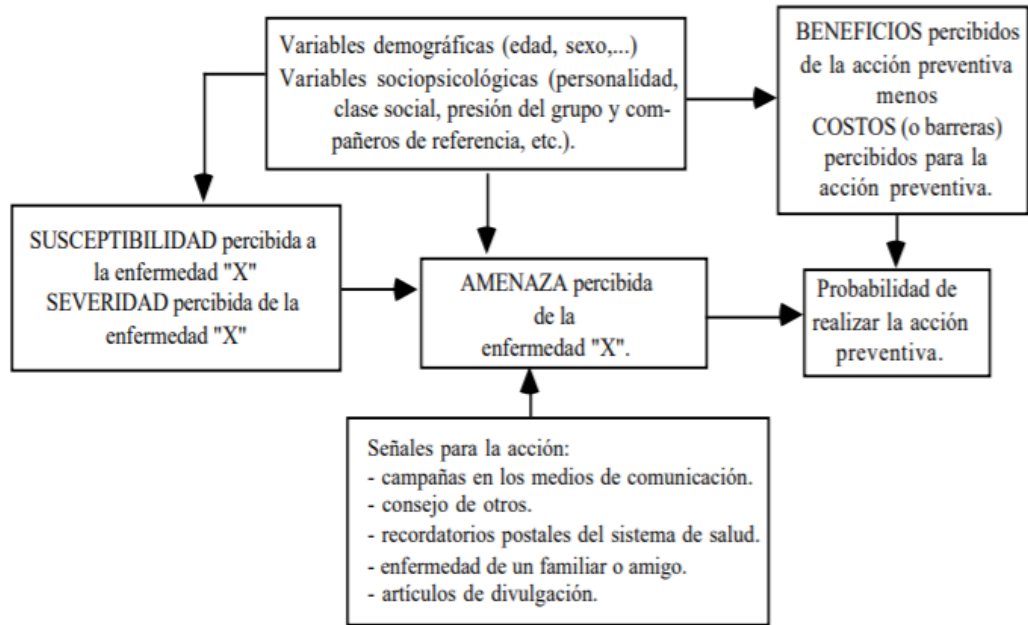 Variables demográficas (edad, sexo,...)
Variables sociopsicológicas (personalidad,
clase social, presión del grupo y com-
pañeros de referencia, etc.).
BENEFICIOS percibidos
de la acción preventiva
menos
COSTOS (o barreras)
percibidos para la
acción preventiva.
SUSCEPTIBILIDAD percibida a
la enfermedad "X"
SEVERIDAD percibida de la
enfermedad "X"
AMENAZA percibida
de la
enfermedad "X".
Probabilidad de
realizar la acción
preventiva.
Señales para la acción:
- campañas en los medios de comunicación.
- consejo de otros.
- recordatorios postales del sistema de salud.
- enfermedad de un familiar o amigo.
- artículos de divulgación.